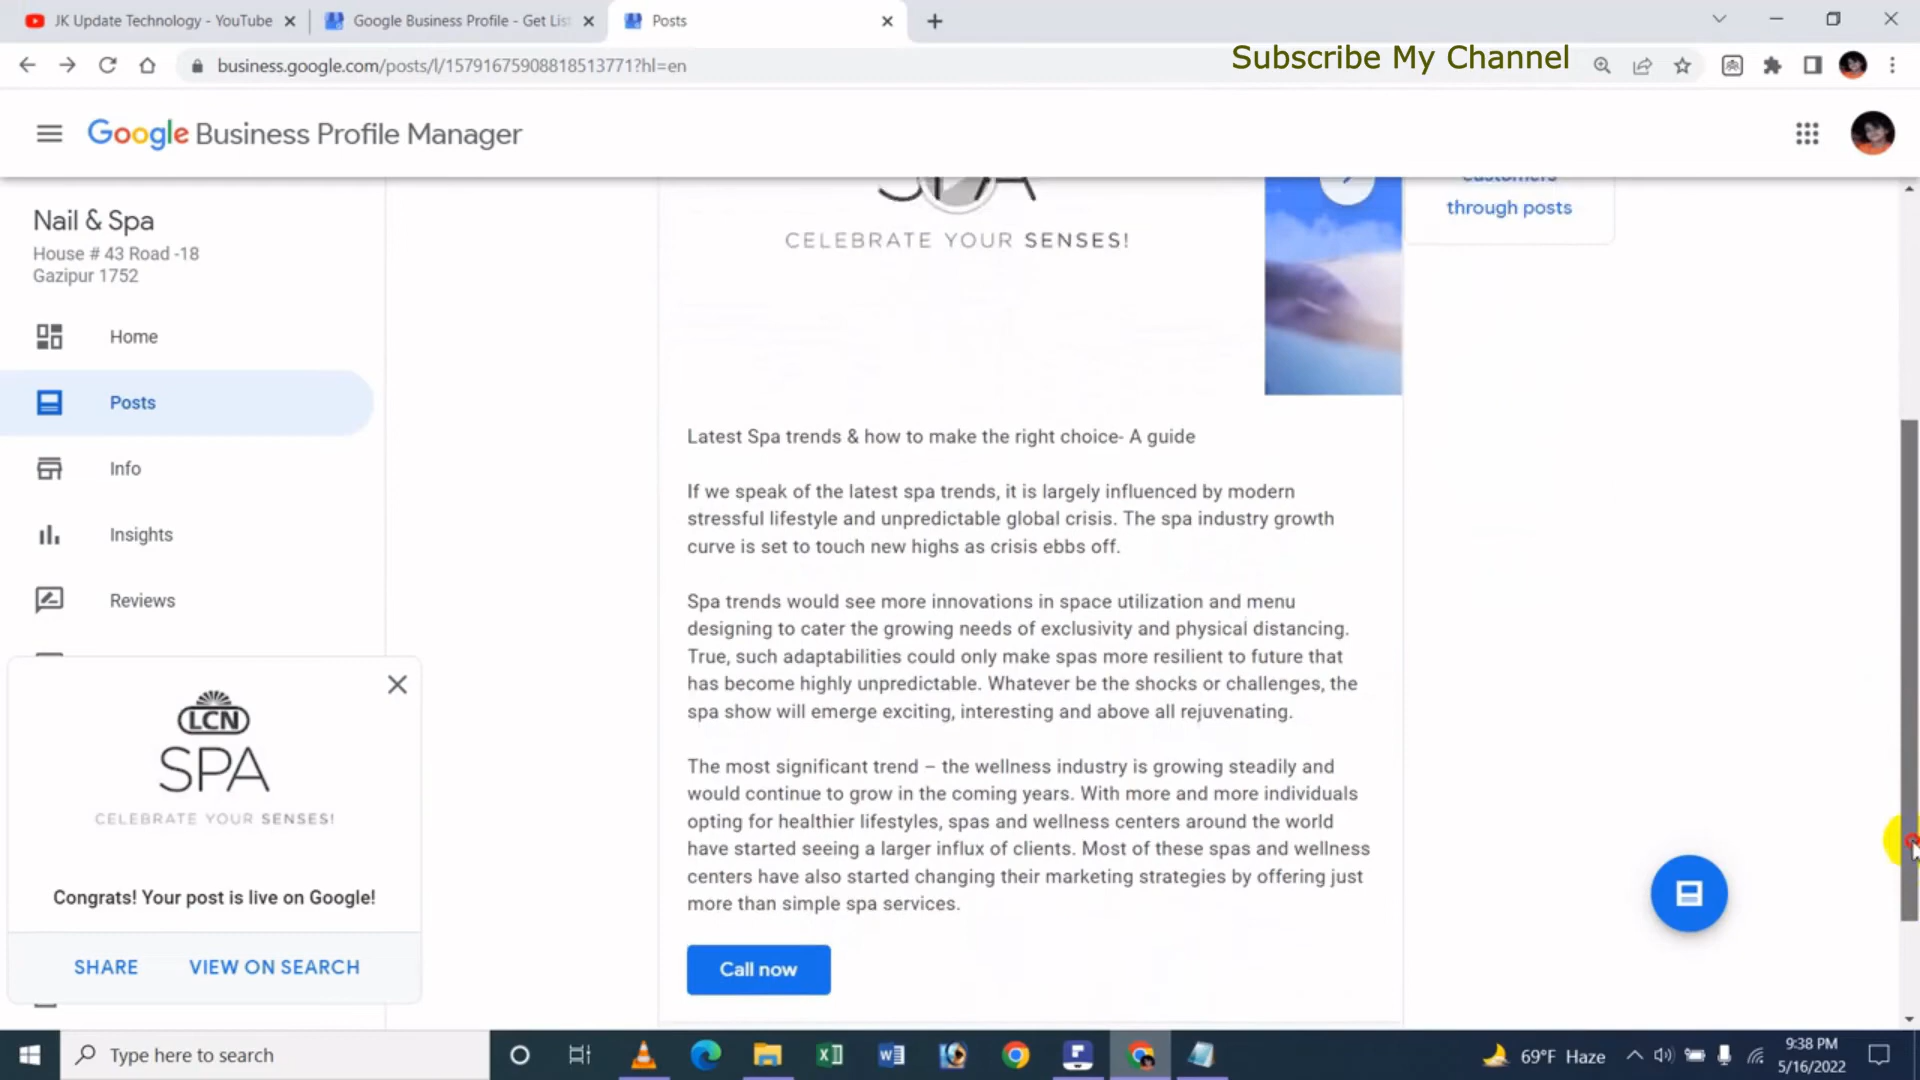 JK Update Technology - YouTube
Google Business Profile - Get List
Posts
business.google.com/posts/l/15791675908818513771?hl=en
Subscribe My Channel
Google Business Profile Manager
Nail & Spa
House # 43 Road -18
Gazipur 1752
Home
Posts
Info
Insights
Reviews
SPA
CELEBRATE YOUR SENSES!
customers
through posts
Latest Spa trends & how to make the right choice- A guide
If we speak of the latest spa trends, it is largely influenced by modern
stressful lifestyle and unpredictable global crisis. The spa industry growth
curve is set to touch new highs as crisis ebbs off.
Spa trends would see more innovations in space utilization and menu
designing to cater the growing needs of exclusivity and physical distancing.
True, such adaptabilities could only make spas more resilient to future that
has become highly unpredictable. Whatever be the shocks or challenges, the
spa show will emerge exciting, interesting and above all rejuvenating.
The most significant trend – the wellness industry is growing steadily and
would continue to grow in the coming years. With more and more individuals
opting for healthier lifestyles, spas and wellness centers around the world
have started seeing a larger influx of clients. Most of these spas and wellness
centers have also started changing their marketing strategies by offering just
more than simple spa services.
Call now
LCN
SPA
CELEBRATE YOUR SENSES!
Congrats! Your post is live on Google!
SHARE
VIEW ON SEARCH
Type here to search
69°F Haze
9:38 PM
5/16/2022